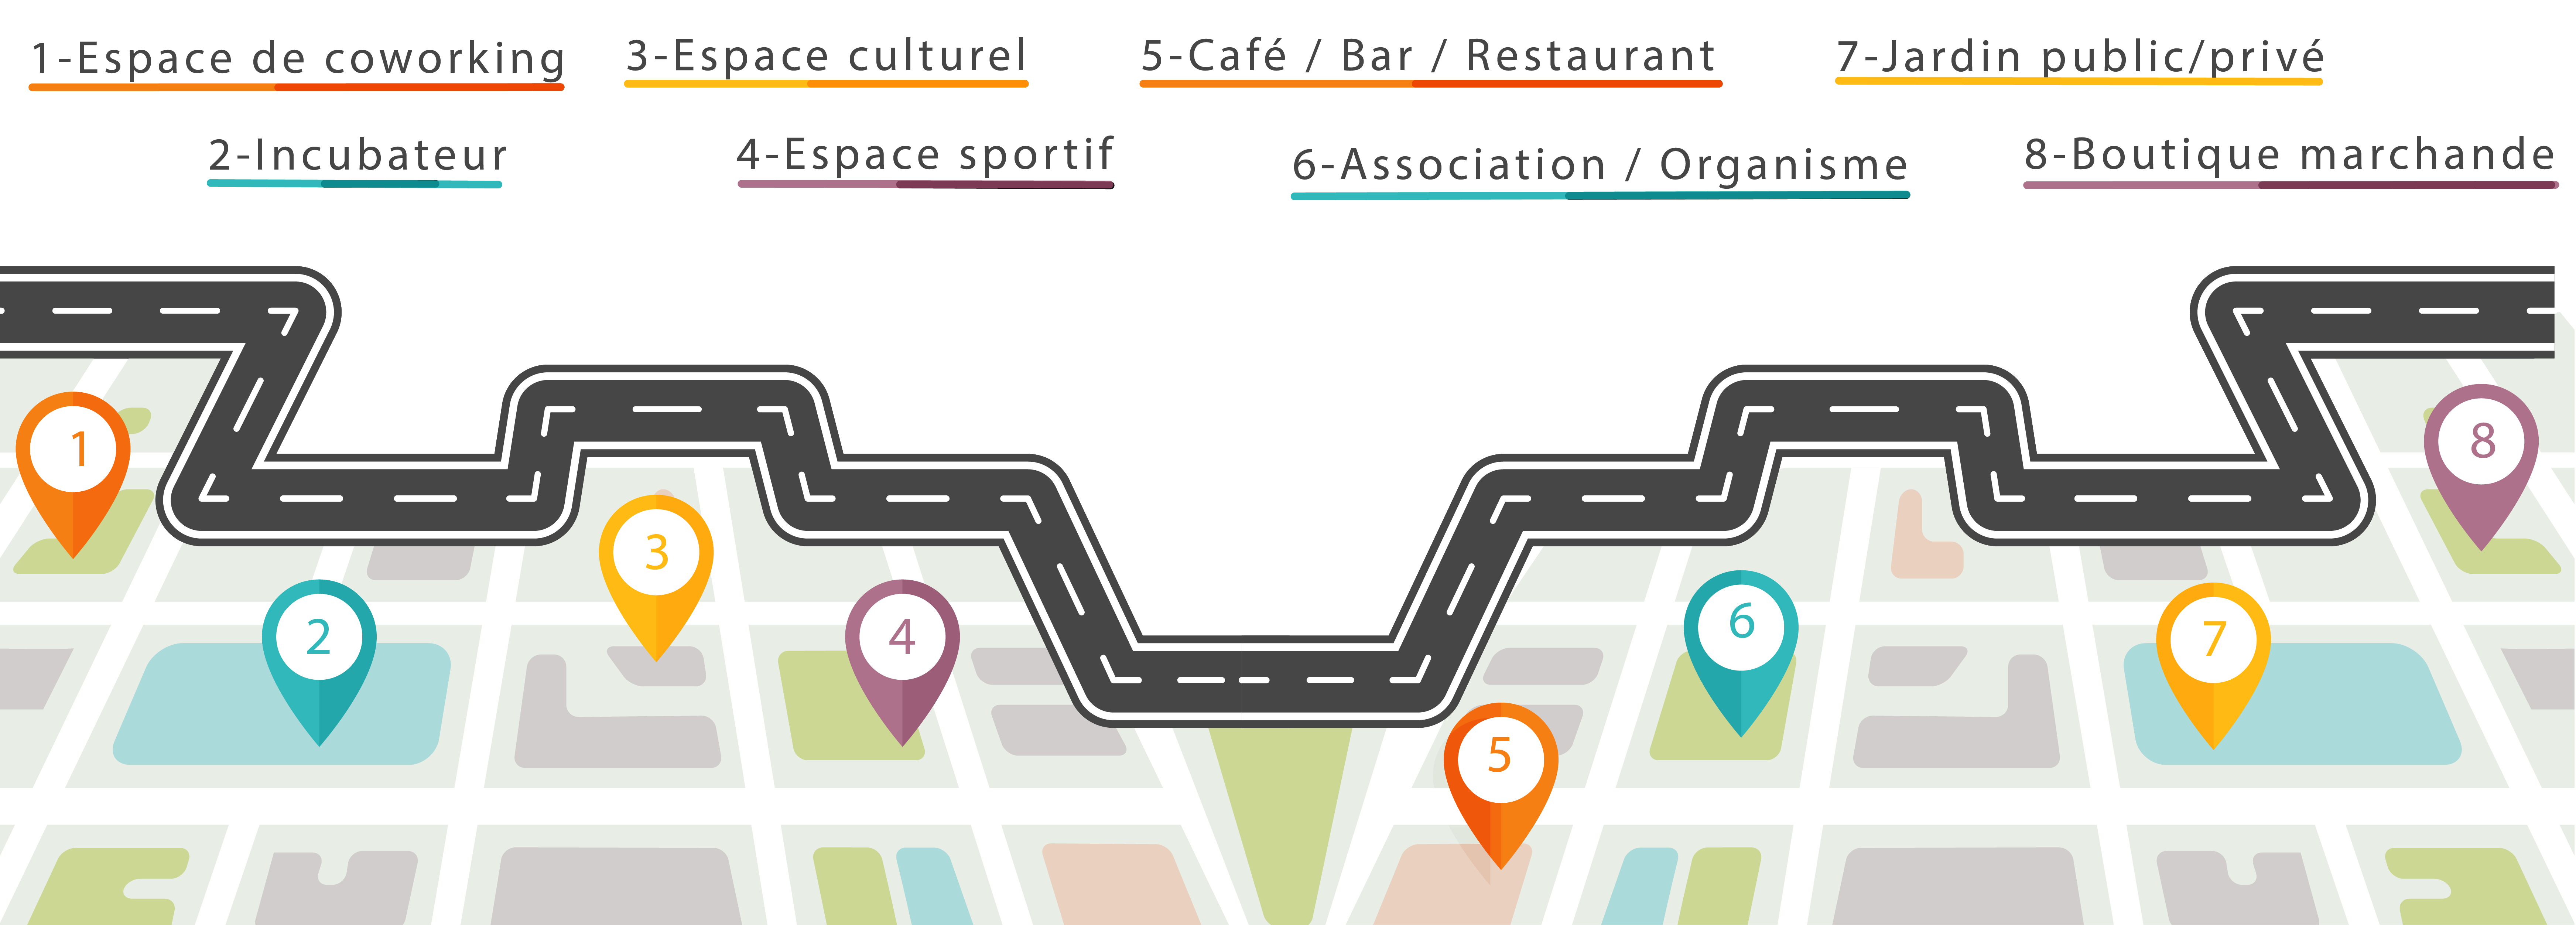 1-Espace de coworking
3-Espace culturel
5-Café / Bar / Restaurant
7-Jardin public/privé
2-Incubateur
4-Espace sportif
6-Association / Organisme
8-Boutique marchande
1
2
3
4
5
6
7
8